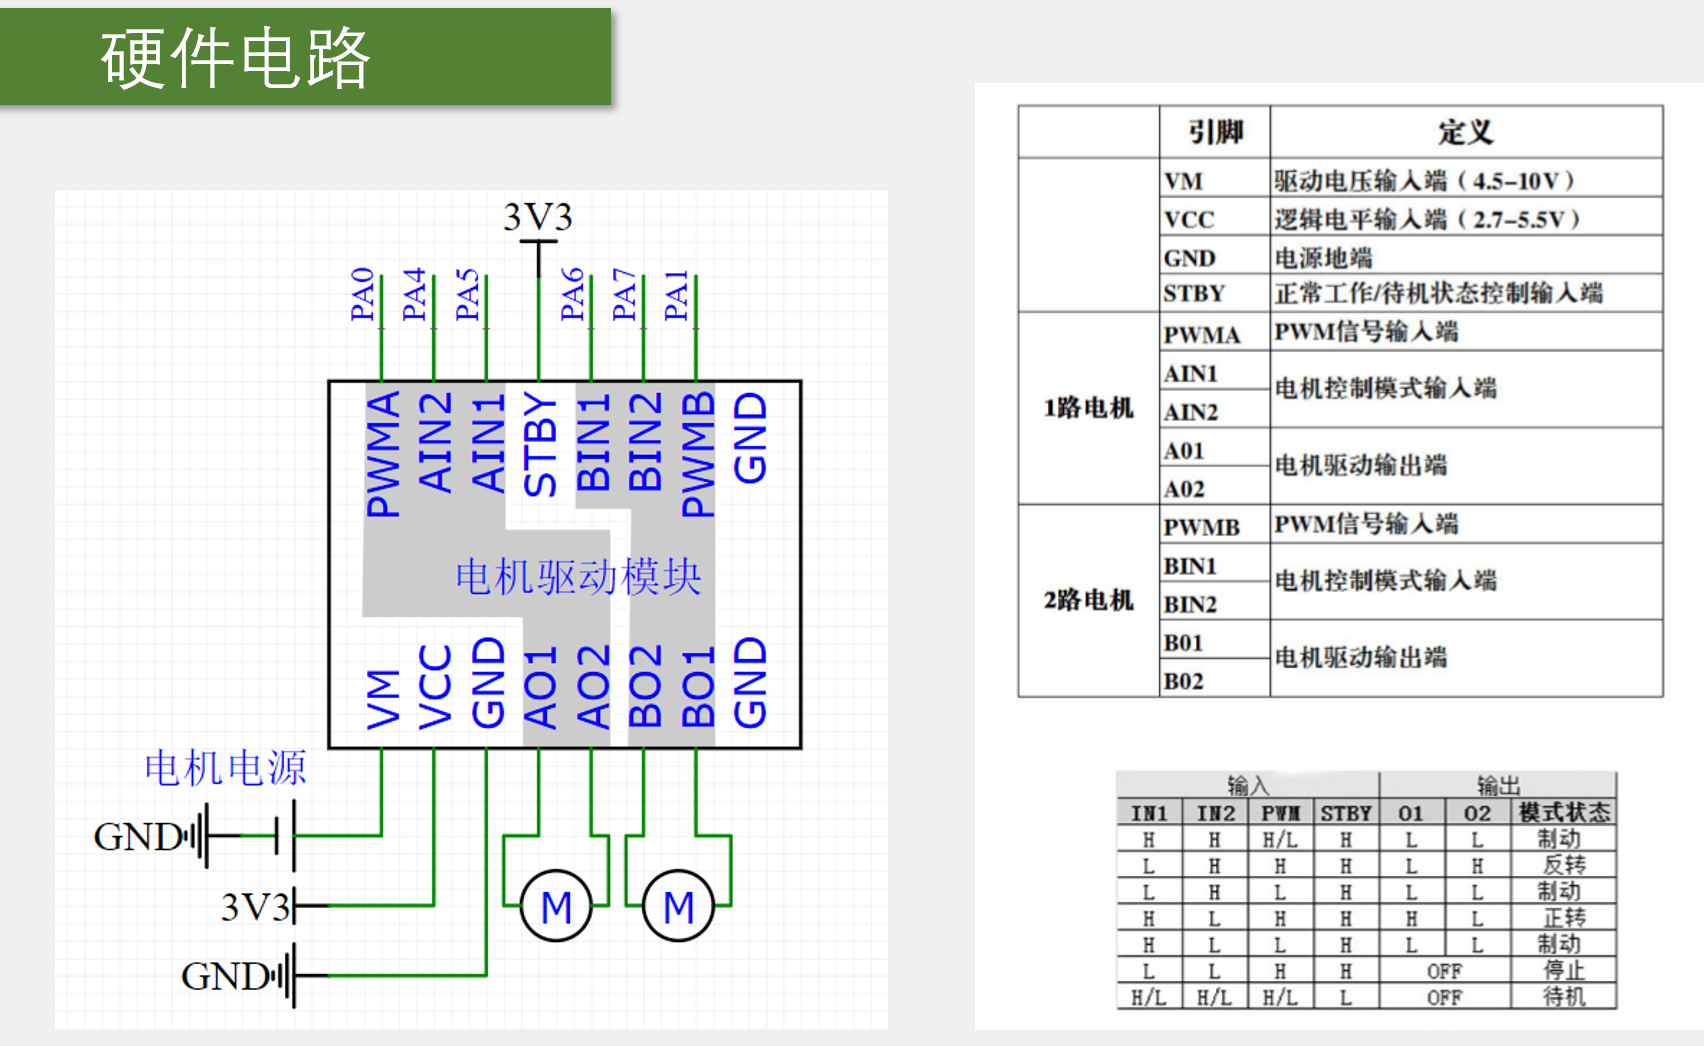 硬件电路
3V3
PA0 PA4 PA5 PA6 PA7 PA1
PWMA AIN2 AIN1 STBY BIN1 BIN2 PWMB GND
电机驱动模块
VM VCC GND AO1 AO2 BO2 BO1 GND
电机电源
GND
3V3
GND
M M
引脚 定义
VM 驱动电压输入端（4.5-10V）
VCC 逻辑电平输入端（2.7-5.5V）
GND 电源地端
STBY 正常工作/待机状态控制输入端
1路电机
PWMA PWM信号输入端
AIN1 电机控制模式输入端
AIN2
A01 电机驱动输出端
A02
2路电机
PWMB PWM信号输入端
BIN1 电机控制模式输入端
BIN2
B01 电机驱动输出端
B02
输入 输出
IN1 IN2 PWM STBY O1 O2 模式状态
H H H/L H L L 制动
L H H H L H 反转
L H L H L L 制动
H L H H H L 正转
H L L H L L 制动
L L H H OFF 停止
H/L H/L H/L L OFF 待机